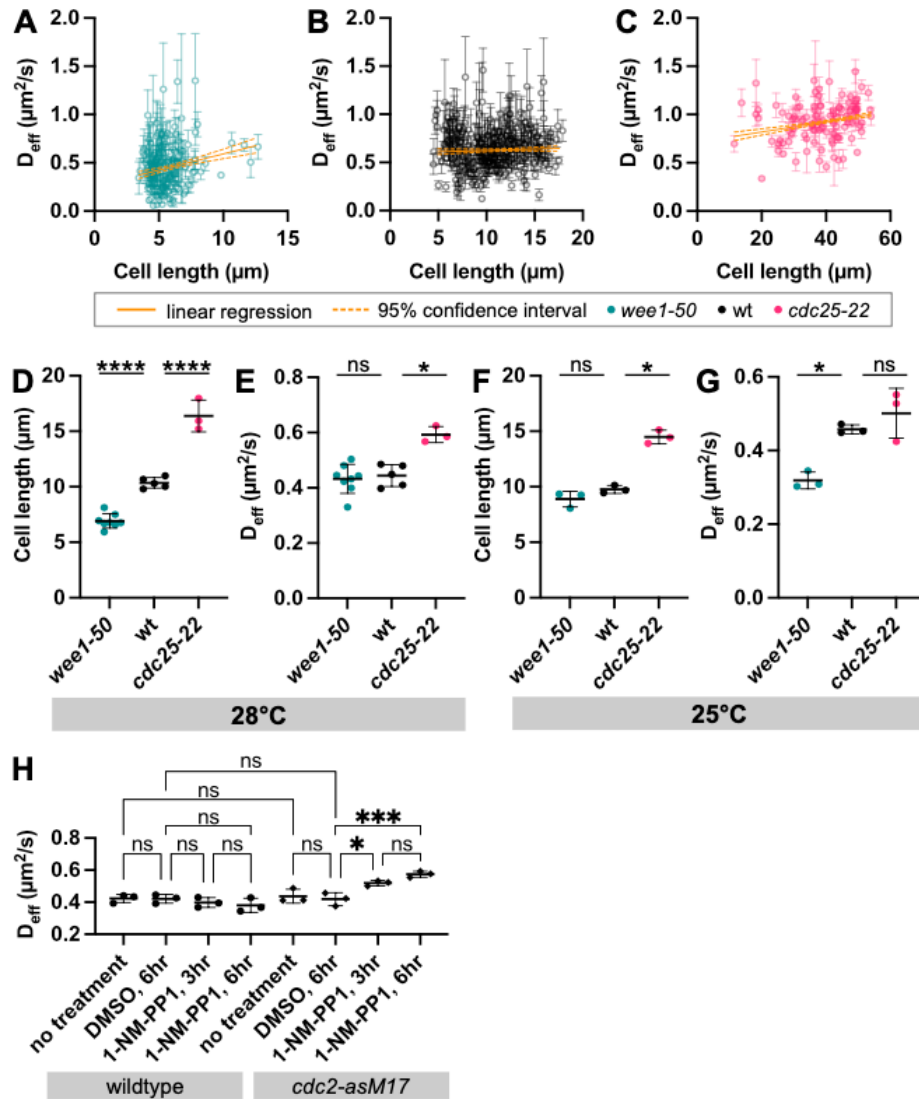 A
B
C
D_eff (µm²/s)
2.0
1.5
1.0
0.5
0.0
0
5
10
15
Cell length (µm)
D_eff (µm²/s)
2.0
1.5
1.0
0.5
0.0
0
5
10
15
20
Cell length (µm)
D_eff (µm²/s)
2.0
1.5
1.0
0.5
0.0
0
20
40
60
Cell length (µm)
linear regression 95% confidence interval wee1-50 wt cdc25-22
D
Cell length (µm)
20
15
10
5
0
**** ****
wee1-50
wt
cdc25-22
E
D_eff (µm²/s)
0.8
0.6
0.4
0.2
0.0
ns *
wee1-50
wt
cdc25-22
28°C
F
Cell length (µm)
20
15
10
5
0
ns *
wee1-50
wt
cdc25-22
G
D_eff (µm²/s)
0.6
0.4
0.2
0.0
* ns
wee1-50
wt
cdc25-22
25°C
H
D_eff (µm²/s)
0.8
0.6
0.4
0.2
ns
ns
ns ***
ns ns ns ns * ns
no treatment
DMSO, 6hr
1-NM-PP1, 3hr
1-NM-PP1, 6hr
no treatment
DMSO, 6hr
1-NM-PP1, 3hr
1-NM-PP1, 6hr
wildtype
cdc2-asM17